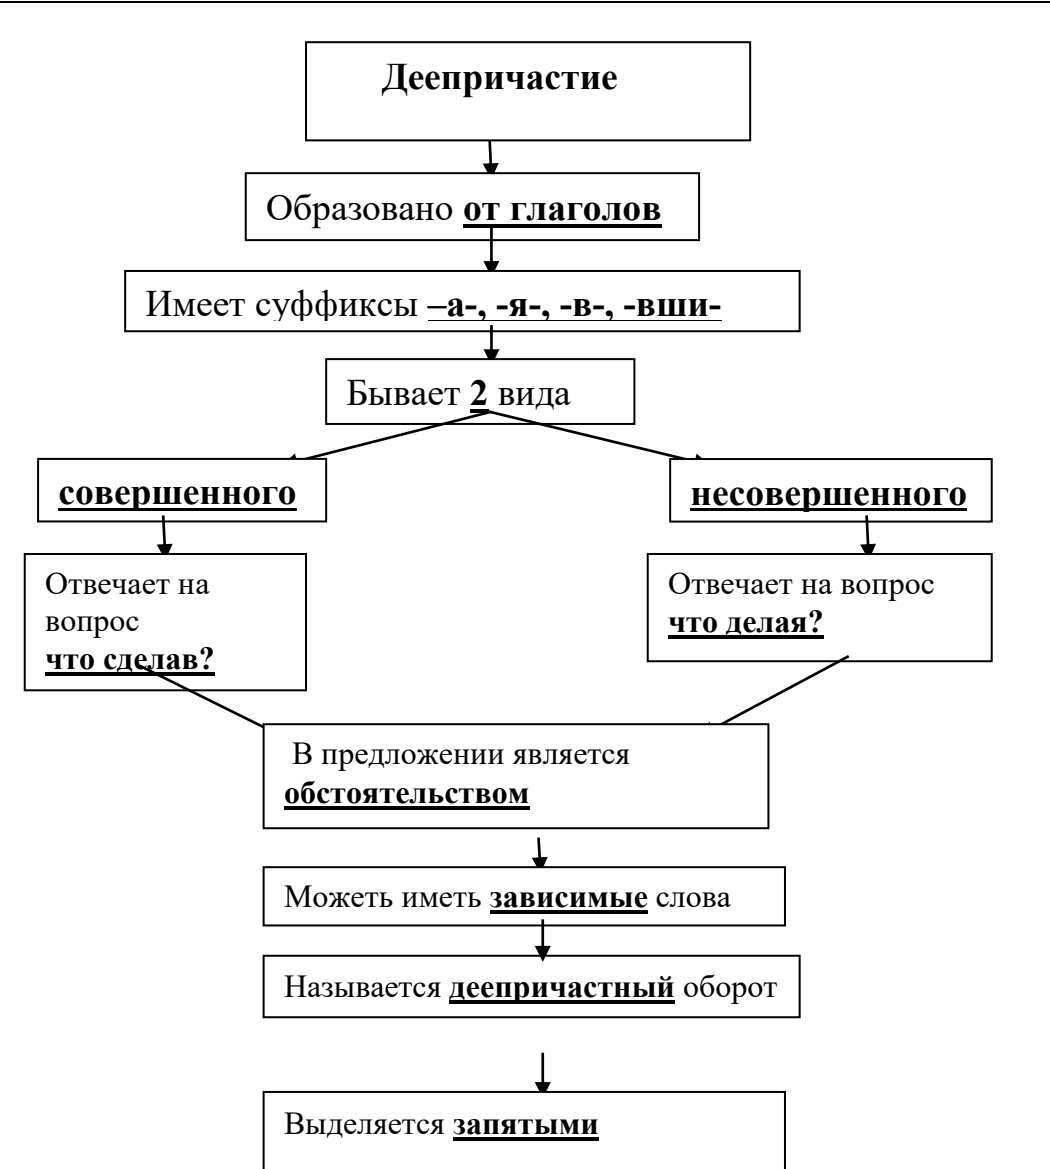 Деепричастие
Образовано от глаголов
Имеет суффиксы –а-, -я-, -в-, -вши-
Бывает 2 вида
совершенного
несовершенного
Отвечает на
вопрос
что сделав?
Отвечает на вопрос
что делая?
В предложении является
обстоятельством
Можеть иметь зависимые слова
Называется деепричастный оборот
Выделяется запятыми